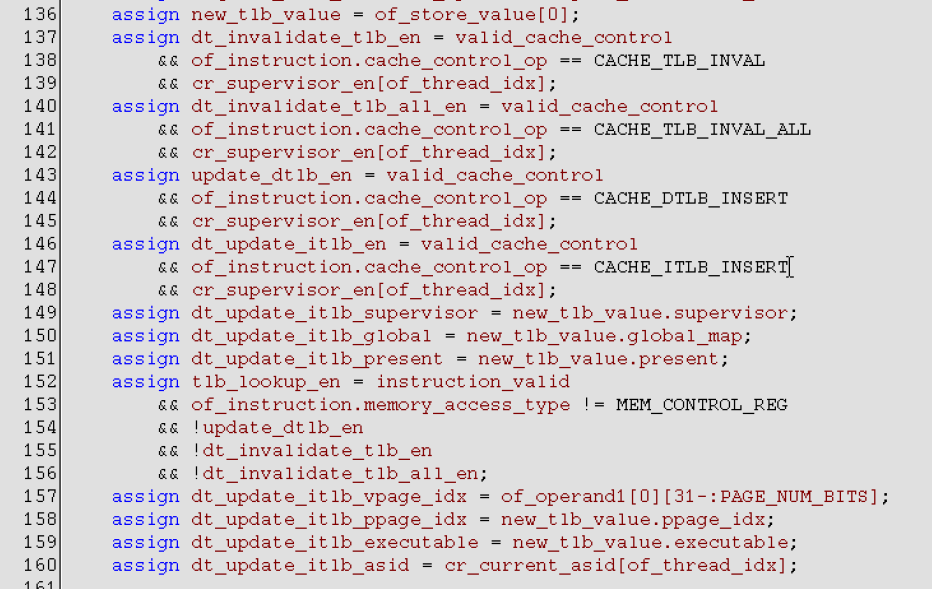 136 assign new_tlb_value = of_store_value[0];
137 assign dt_invalidate_tlb_en = valid_cache_control
138 && of_instruction.cache_control_op == CACHE_TLB_INVAL
139 && cr_supervisor_en[of_thread_idx];
140 assign dt_invalidate_tlb_all_en = valid_cache_control
141 && of_instruction.cache_control_op == CACHE_TLB_INVAL_ALL
142 && cr_supervisor_en[of_thread_idx];
143 assign update_dtlb_en = valid_cache_control
144 && of_instruction.cache_control_op == CACHE_DTLB_INSERT
145 && cr_supervisor_en[of_thread_idx];
146 assign dt_update_itlb_en = valid_cache_control
147 && of_instruction.cache_control_op == CACHE_ITLB_INSERT
148 && cr_supervisor_en[of_thread_idx];
149 assign dt_update_itlb_supervisor = new_tlb_value.supervisor;
150 assign dt_update_itlb_global = new_tlb_value.global_map;
151 assign dt_update_itlb_present = new_tlb_value.present;
152 assign tlb_lookup_en = instruction_valid
153 && of_instruction.memory_access_type != MEM_CONTROL_REG
154 && !update_dtlb_en
155 && !dt_invalidate_tlb_en
156 && !dt_invalidate_tlb_all_en;
157 assign dt_update_itlb_vpage_idx = of_operand1[0][31-:PAGE_NUM_BITS];
158 assign dt_update_itlb_ppage_idx = new_tlb_value.ppage_idx;
159 assign dt_update_itlb_executable = new_tlb_value.executable;
160 assign dt_update_itlb_asid = cr_current_asid[of_thread_idx];
161